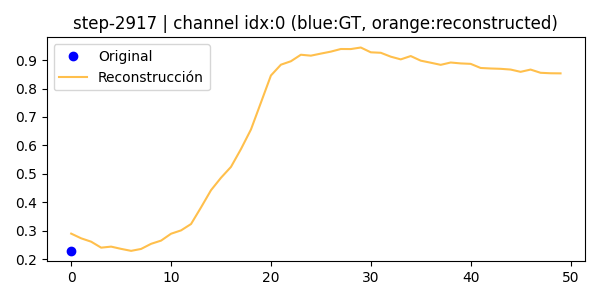 step-2917 | channel idx:0 (blue:GT, orange:reconstructed)
Original
Reconstrucción
0.9
0.8
0.7
0.6
0.5
0.4
0.3
0.2
0 10 20 30 40 50